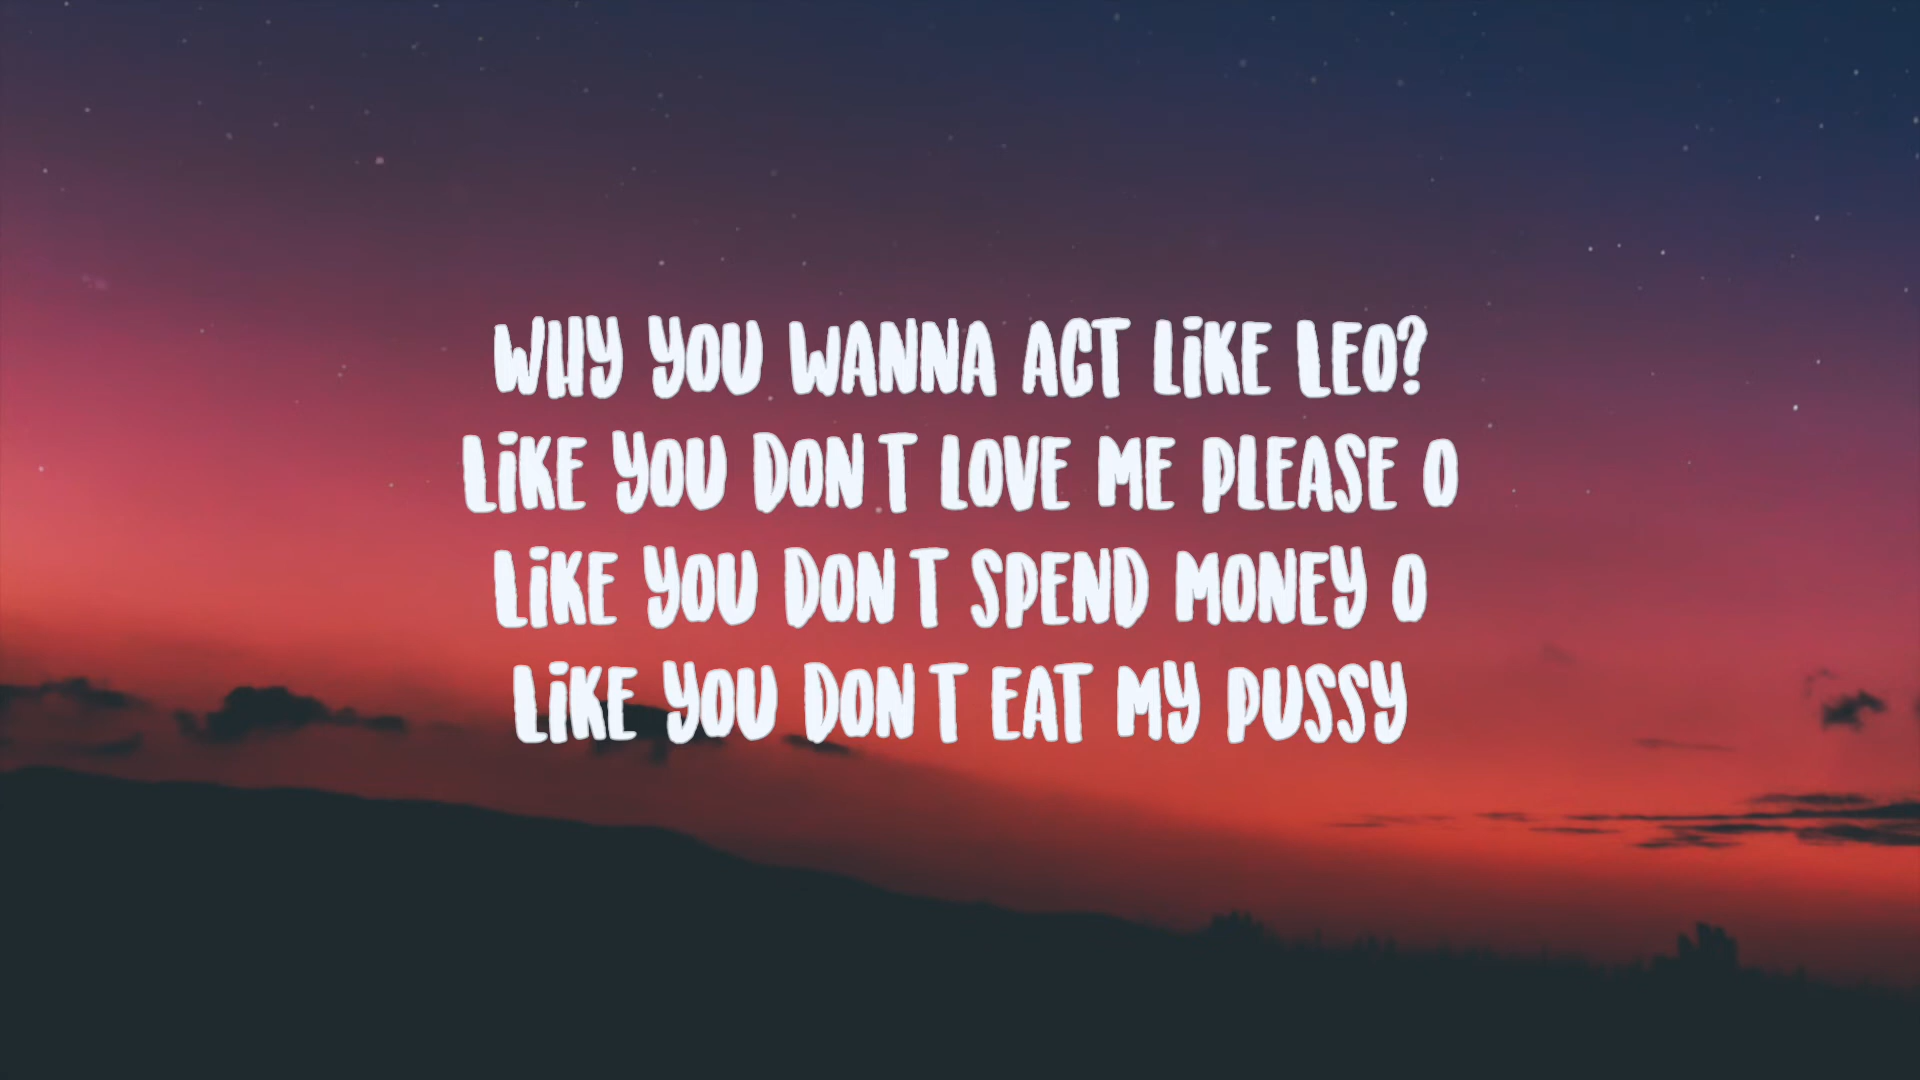 WHY YOU WANNA ACT LIKE LEO?
LIKE YOU DON'T LOVE ME PLEASE O
LIKE YOU DON'T SPEND MONEY O
LIKE YOU DON'T EAT MY PUSSY